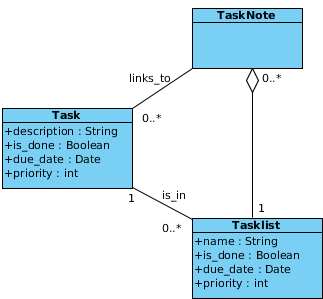 TaskNote
links_to
0..*
0..*
Task
+description : String
+is_done : Boolean
+due_date : Date
+priority : int
1
is_in
0..*
1
Tasklist
+name : String
+is_done : Boolean
+due_date : Date
+priority : int